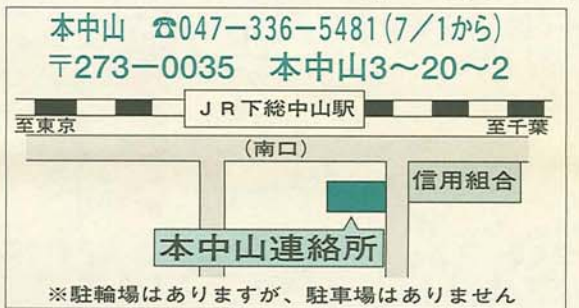 本中山 ☎047－336－5481(7／1から)
〒273－0035 本中山3〜20〜2
JR下総中山駅
至東京
至千葉
(南口)
信用組合
本中山連絡所
※駐輪場はありますが、駐車場はありません